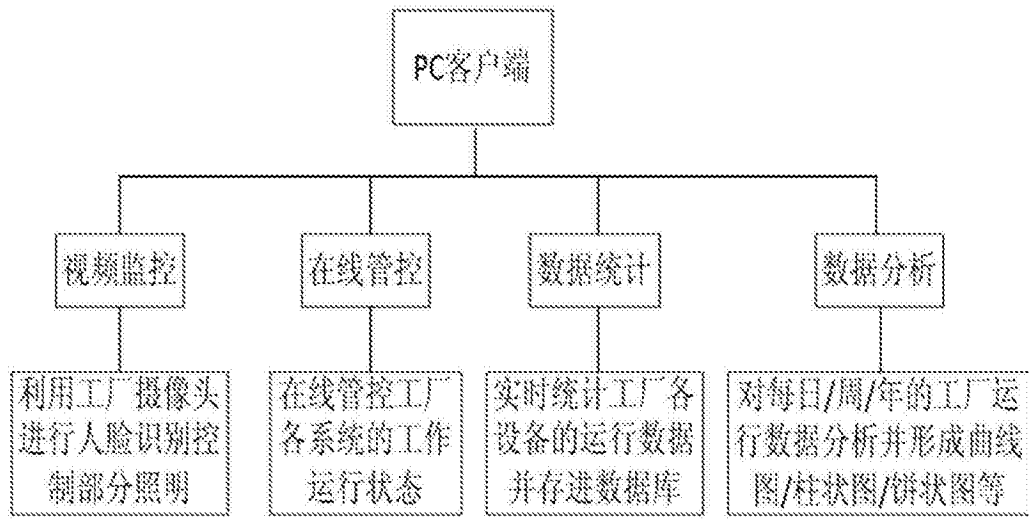 PC客户端
视频监控
在线管控
数据统计
数据分析
利用工厂摄像头
进行人脸识别控
制部分照明
在线管控工厂
各系统的工作
运行状态
实时统计工厂各
设备的运行数据
并存进数据库
对每日/周/年的工厂运
行数据分析并形成曲线
图/柱状图/饼状图等